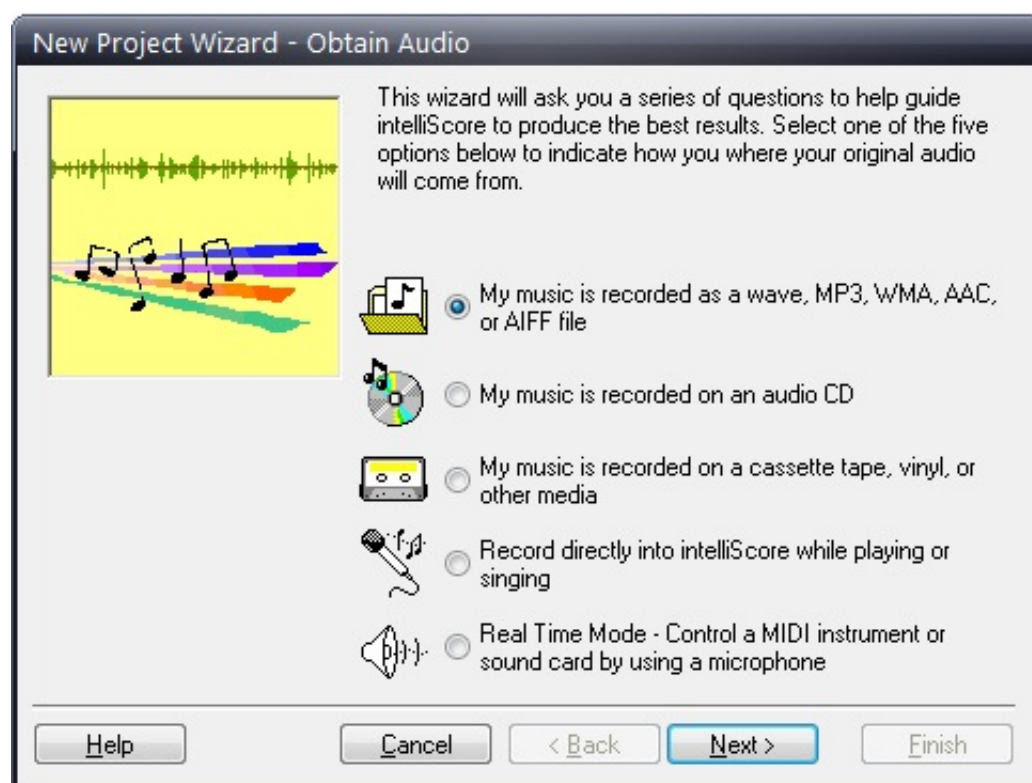 New Project Wizard - Obtain Audio
This wizard will ask you a series of questions to help guide
intelliScore to produce the best results. Select one of the five
options below to indicate how you where your original audio
will come from.
My music is recorded as a wave, MP3, WMA, AAC,
or AIFF file
My music is recorded on an audio CD
My music is recorded on a cassette tape, vinyl, or
other media
Record directly into intelliScore while playing or
singing
Real Time Mode - Control a MIDI instrument or
sound card by using a microphone
Help Cancel < Back Next > Finish